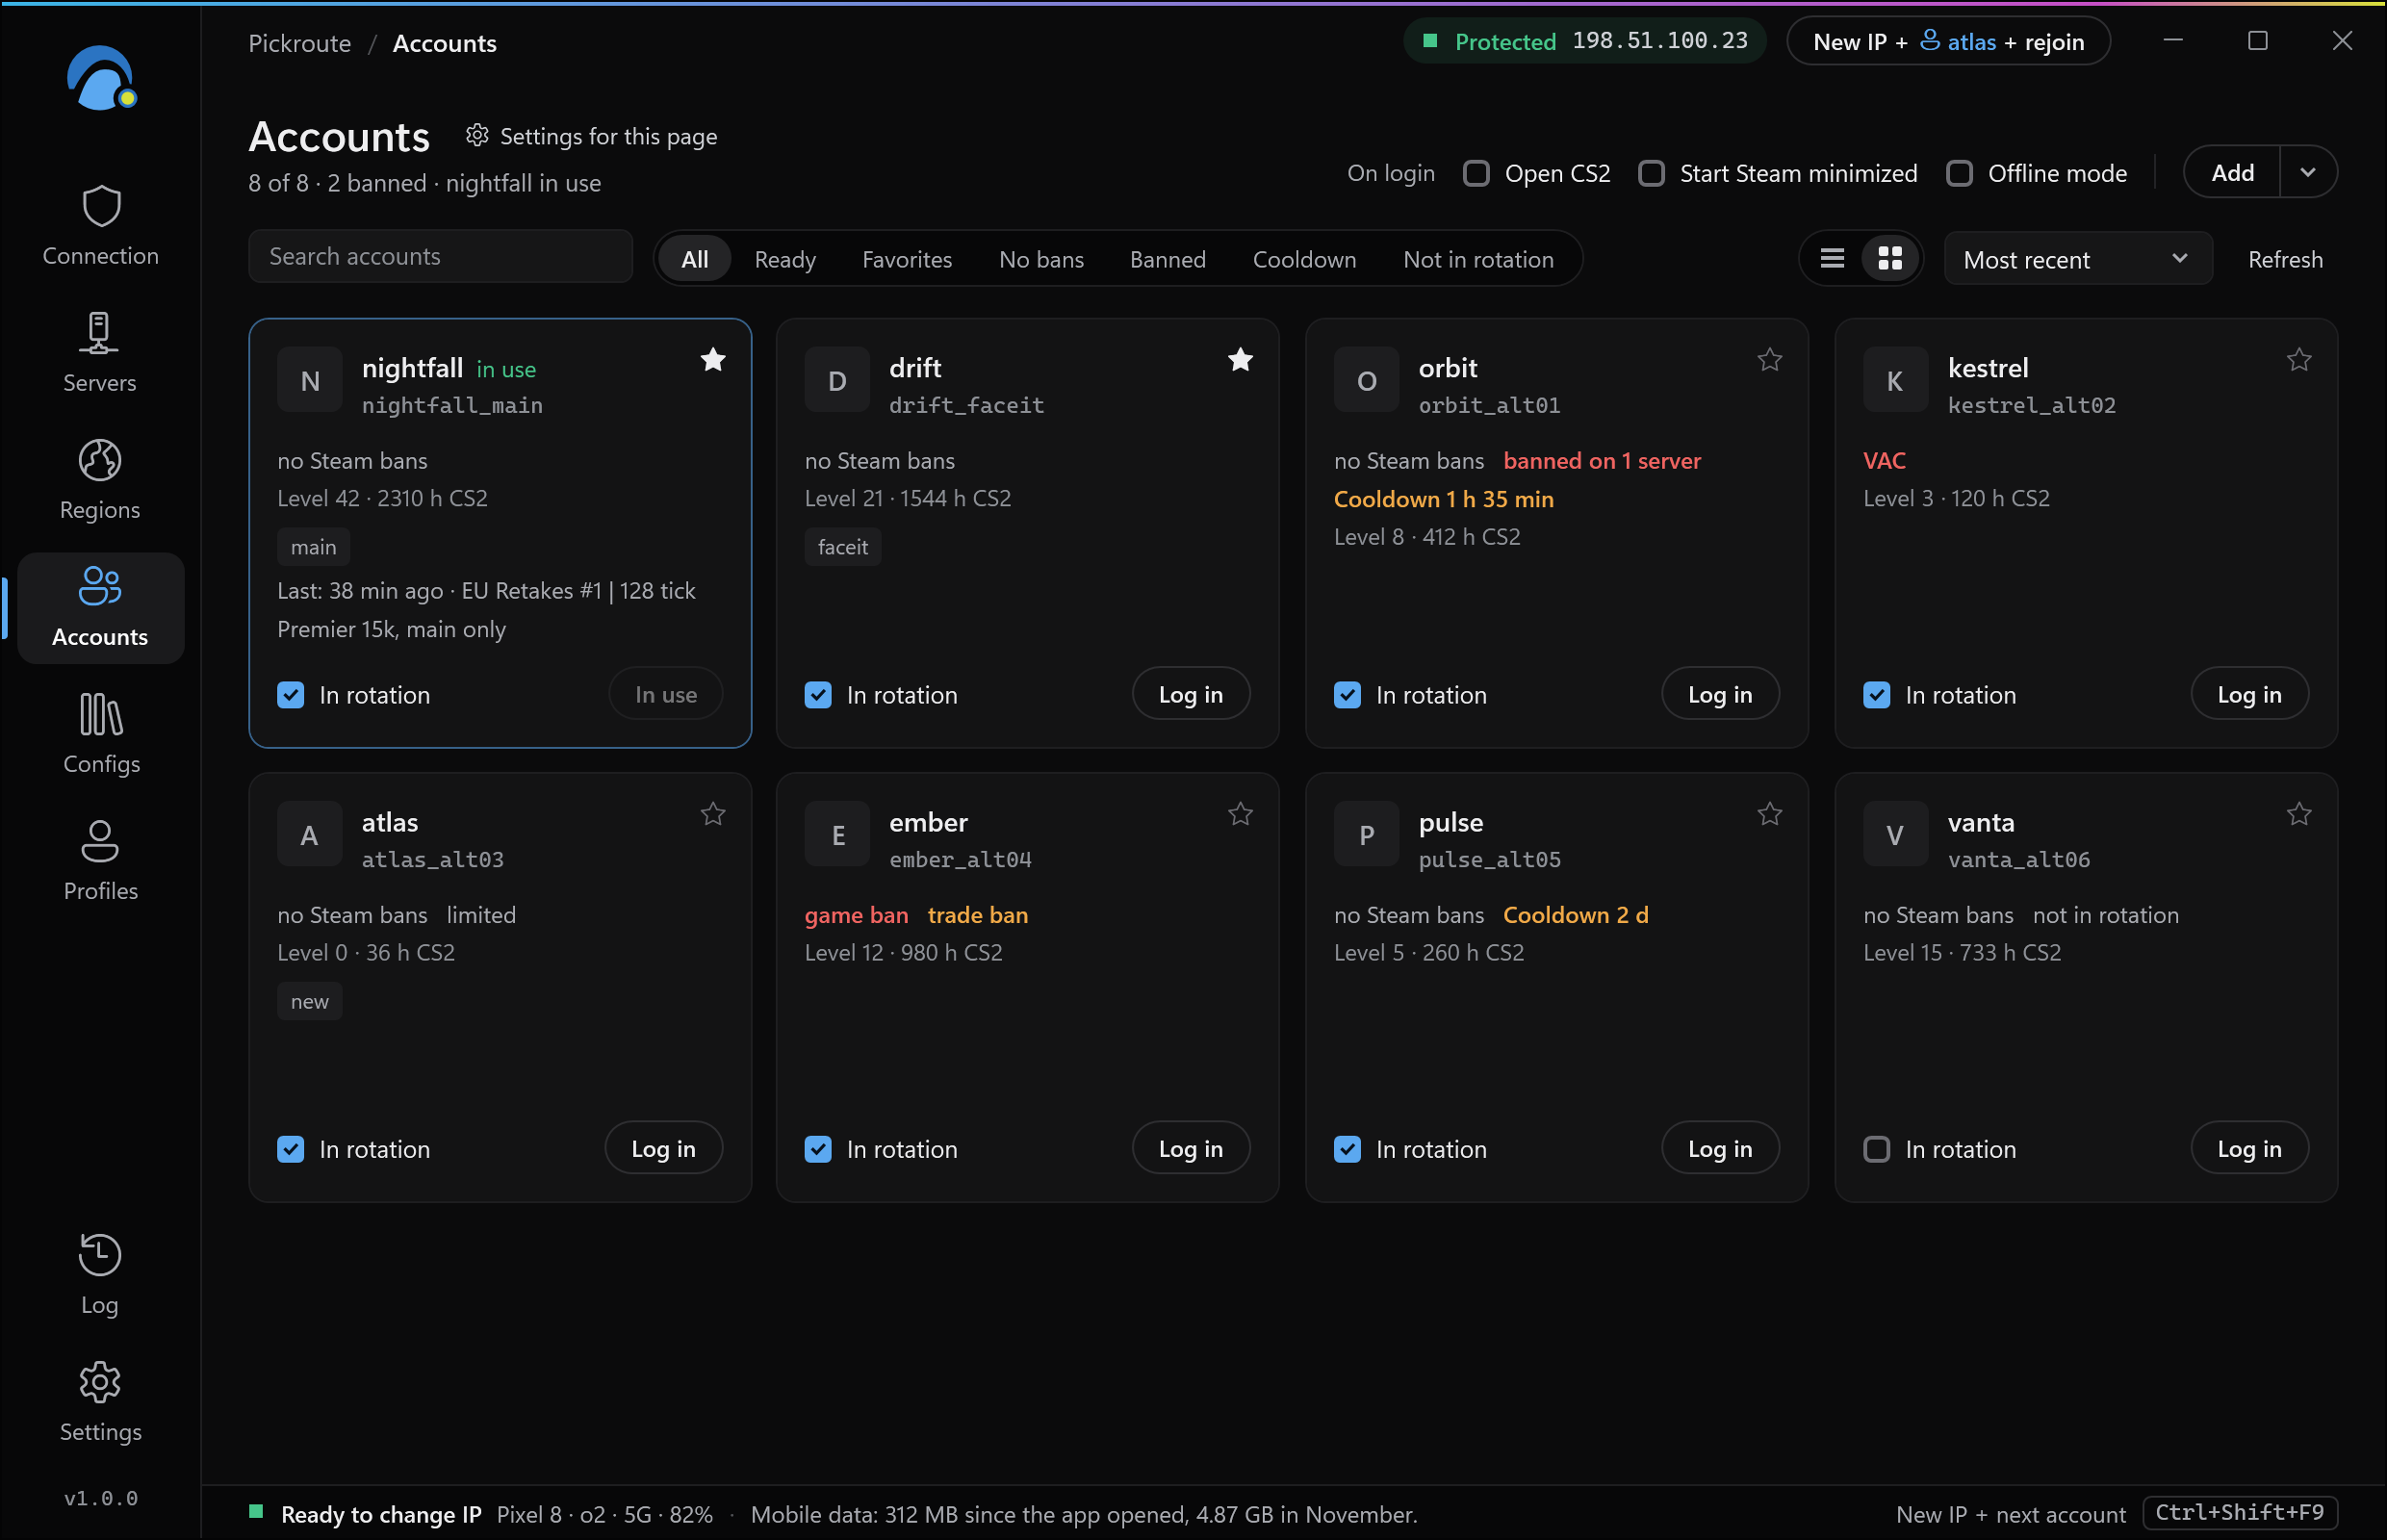 Pickroute / Accounts
Protected 198.51.100.23
New IP + atlas + rejoin
Accounts
Settings for this page
8 of 8 · 2 banned · nightfall in use
On login
Open CS2
Start Steam minimized
Offline mode
Add
Search accounts
All
Ready
Favorites
No bans
Banned
Cooldown
Not in rotation
Most recent
Refresh
Connection
Servers
Regions
Accounts
Configs
Profiles
Log
Settings
v1.0.0
N
nightfall in use
nightfall_main
no Steam bans
Level 42 · 2310 h CS2
main
Last: 38 min ago · EU Retakes #1 | 128 tick
Premier 15k, main only
In rotation
In use
D
drift
drift_faceit
no Steam bans
Level 21 · 1544 h CS2
faceit
In rotation
Log in
O
orbit
orbit_alt01
no Steam bans banned on 1 server
Cooldown 1 h 35 min
Level 8 · 412 h CS2
In rotation
Log in
K
kestrel
kestrel_alt02
VAC
Level 3 · 120 h CS2
In rotation
Log in
A
atlas
atlas_alt03
no Steam bans limited
Level 0 · 36 h CS2
new
In rotation
Log in
E
ember
ember_alt04
game ban trade ban
Level 12 · 980 h CS2
In rotation
Log in
P
pulse
pulse_alt05
no Steam bans Cooldown 2 d
Level 5 · 260 h CS2
In rotation
Log in
V
vanta
vanta_alt06
no Steam bans not in rotation
Level 15 · 733 h CS2
In rotation
Log in
Ready to change IP Pixel 8 · o2 · 5G · 82% · Mobile data: 312 MB since the app opened, 4.87 GB in November.
New IP + next account Ctrl+Shift+F9